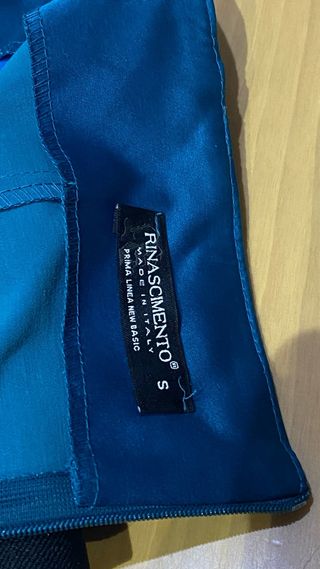 RINASCIMENTO®
MADE IN ITALY
PRIMA LINEA NEW BASIC
S